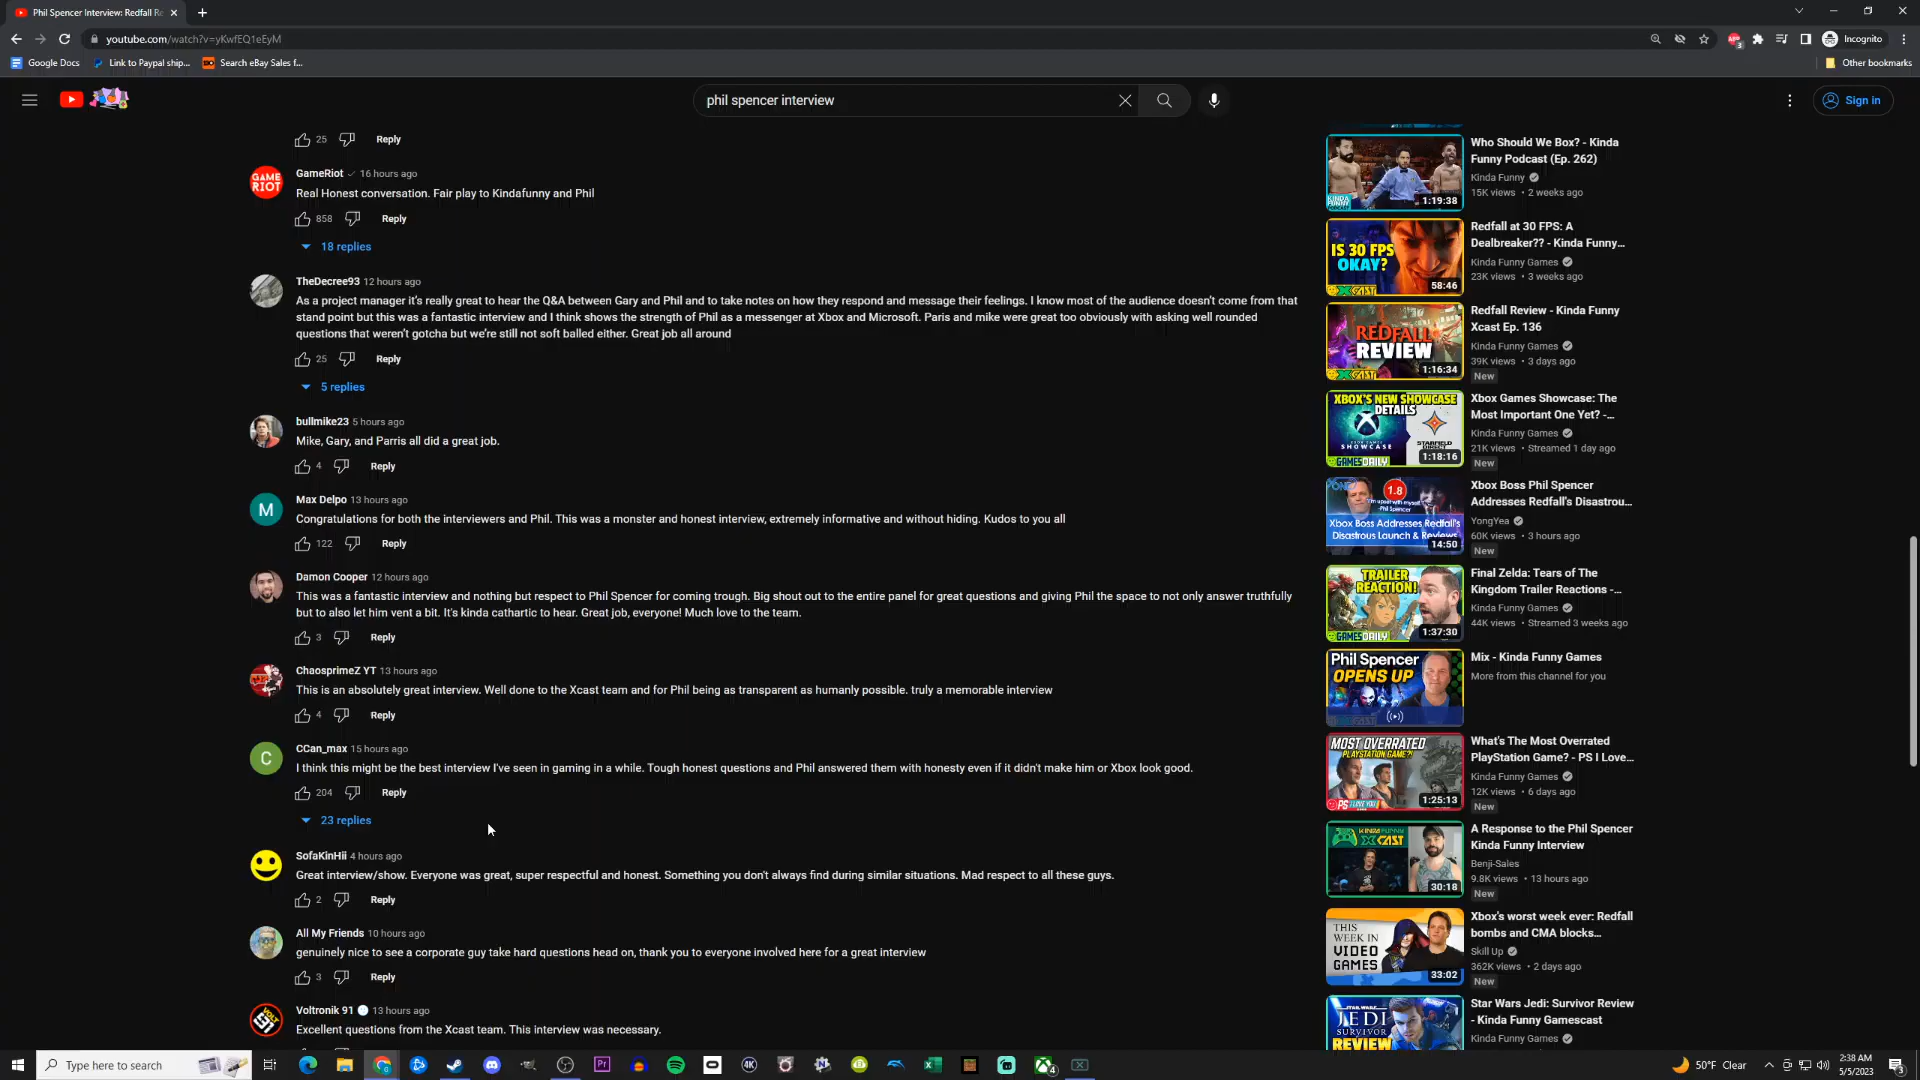 Phil Spencer Interview: Redfall Re
youtube.com/watch?v=yKwfEQ1eEyM
Incognito
Google Docs
Link to Paypal ship...
Search eBay Sales f...
Other bookmarks
phil spencer interview
Sign in
25
Reply
GameRiot 16 hours ago
Real Honest conversation. Fair play to Kindafunny and Phil
858
Reply
18 replies
TheDecree93 12 hours ago
As a project manager it's really great to hear the Q&A between Gary and Phil and to take notes on how they respond and message their feelings. I know most of the audience doesn't come from that
stand point but this was a fantastic interview and I think shows the strength of Phil as a messenger at Xbox and Microsoft. Paris and mike were great too obviously with asking well rounded
questions that weren't gotcha but we're still not soft balled either. Great job all around
25
Reply
5 replies
bullmike23 5 hours ago
Mike, Gary, and Parris all did a great job.
4
Reply
M
Max Delpo 13 hours ago
Congratulations for both the interviewers and Phil. This was a monster and honest interview, extremely informative and without hiding. Kudos to you all
122
Reply
Damon Cooper 12 hours ago
This was a fantastic interview and nothing but respect to Phil Spencer for coming trough. Big shout out to the entire panel for great questions and giving Phil the space to not only answer truthfully
but to also let him vent a bit. It's kinda cathartic to hear. Great job, everyone! Much love to the team.
3
Reply
ChaosprimeZ YT 13 hours ago
This is an absolutely great interview. Well done to the Xcast team and for Phil being as transparent as humanly possible. truly a memorable interview
4
Reply
C
CCan_max 15 hours ago
I think this might be the best interview I've seen in gaming in a while. Tough honest questions and Phil answered them with honesty even if it didn't make him or Xbox look good.
204
Reply
23 replies
SofaKinHii 4 hours ago
Great interview/show. Everyone was great, super respectful and honest. Something you don't always find during similar situations. Mad respect to all these guys.
2
Reply
All My Friends 10 hours ago
genuinely nice to see a corporate guy take hard questions head on, thank you to everyone involved here for a great interview
3
Reply
Voltronik 91 13 hours ago
Excellent questions from the Xcast team. This interview was necessary.
GAME
RIOT
1:19:38
Who Should We Box? - Kinda
Funny Podcast (Ep. 262)
Kinda Funny
15K views • 2 weeks ago
IS 30 FPS
OKAY?
58:46
Redfall at 30 FPS: A
Dealbreaker?? - Kinda Funny...
Kinda Funny Games
23K views • 3 weeks ago
REDFALL
REVIEW
1:16:34
Redfall Review - Kinda Funny
Xcast Ep. 136
Kinda Funny Games
39K views • 3 days ago
New
XBOX'S NEW SHOWCASE
DETAILS
SHOWCASE
STARFIELD
GAMESDAILY
1:18:16
Xbox Games Showcase: The
Most Important One Yet? -...
Kinda Funny Games
21K views • Streamed 1 day ago
New
1.8
Xbox Boss Addresses Redfall's
Disastrous Launch & Reviews
14:50
Xbox Boss Phil Spencer
Addresses Redfall's Disastrou...
YongYea
60K views • 3 hours ago
New
TRAILER
REACTION!
GAMESDAILY
1:37:30
Final Zelda: Tears of The
Kingdom Trailer Reactions -...
Kinda Funny Games
44K views • Streamed 3 weeks ago
Phil Spencer
OPENS UP
Mix - Kinda Funny Games
More from this channel for you
MOST OVERRATED
PLAYSTATION GAME?!
1:25:13
What's The Most Overrated
PlayStation Game? - PS I Love...
Kinda Funny Games
12K views • 6 days ago
New
XCAST
30:18
A Response to the Phil Spencer
Kinda Funny Interview
Benji-Sales
9.8K views • 13 hours ago
New
THIS
WEEK IN
VIDEO
GAMES
33:02
Xbox's worst week ever: Redfall
bombs and CMA blocks...
Skill Up
362K views • 2 days ago
New
JEDI
SURVIVOR
REVIEW
Star Wars Jedi: Survivor Review
- Kinda Funny Gamescast
Kinda Funny Games
Type here to search
50°F Clear
2:38 AM
5/5/2023